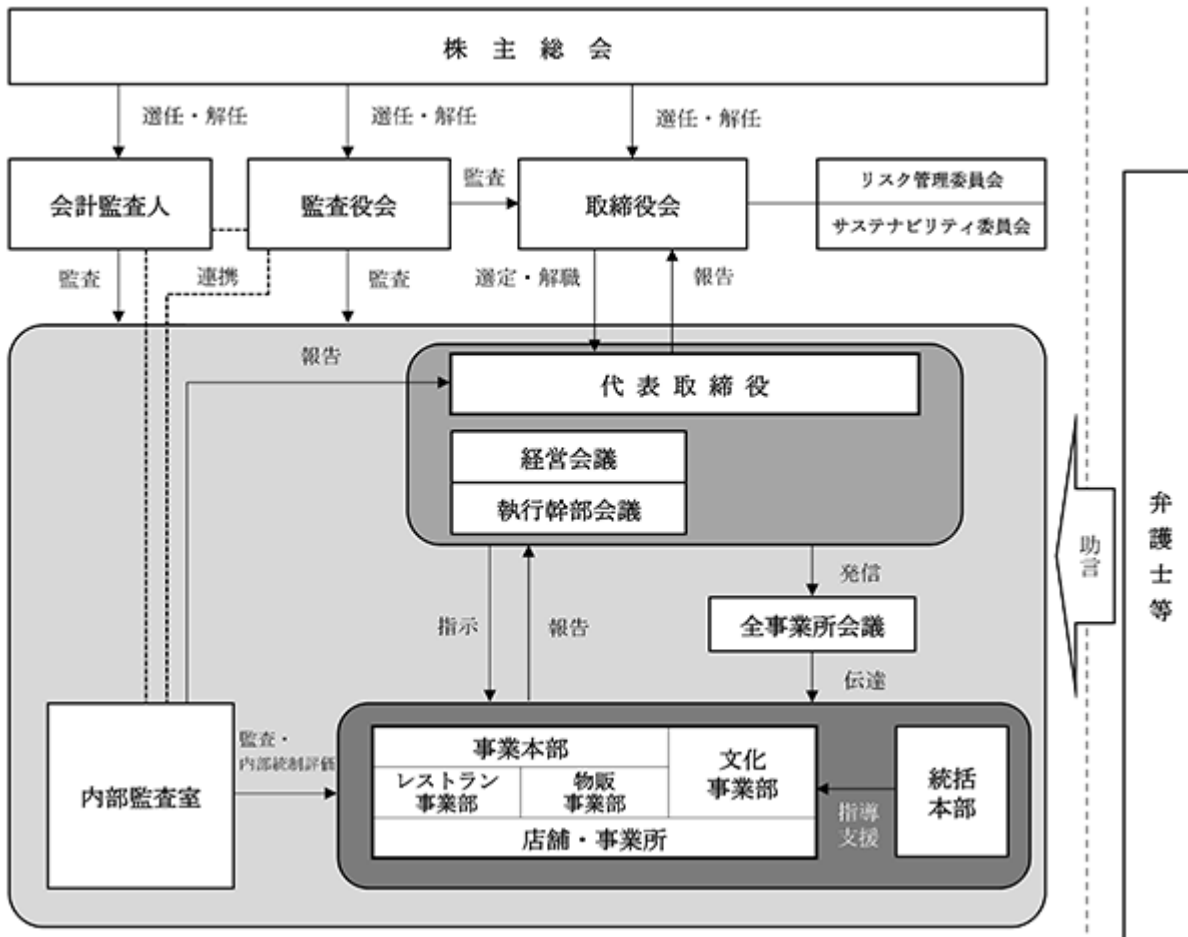 株主総会
選任・解任
選任・解任
選任・解任
会計監査人
監査役会
監査
取締役会
リスク管理委員会
サステナビリティ委員会
監査
連携
監査
選定・解職
報告
報告
代表取締役
経営会議
執行幹部会議
助言
弁護士等
指示
報告
発信
全事業所会議
伝達
内部監査室
監査・
内部統制評価
事業本部
レストラン
事業部
物販
事業部
文化
事業部
店舗・事業所
指導
支援
統括
本部